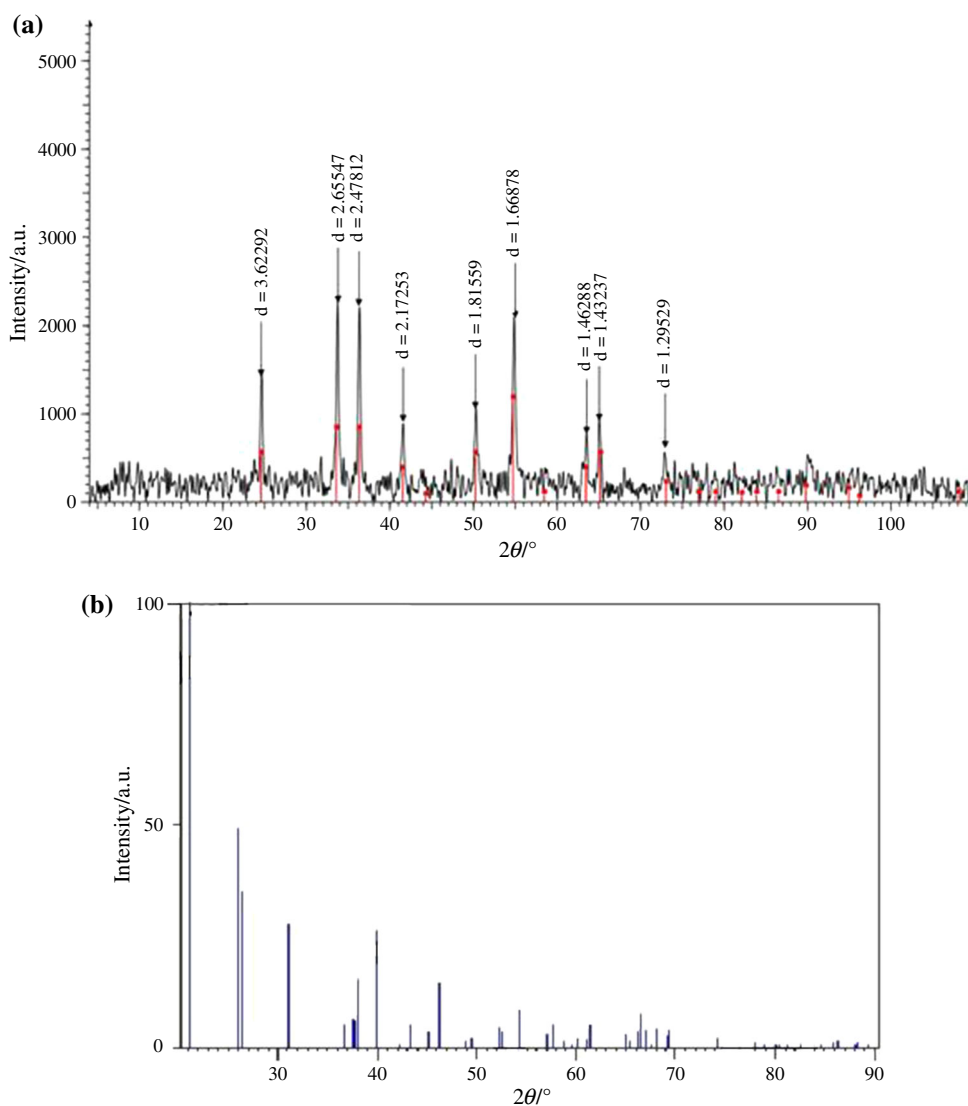 (a)
5000
4000
3000
2000
1000
0
Intensity/a.u.
d = 3.62292
d = 2.65547
d = 2.47812
d = 2.17253
d = 1.81559
d = 1.66878
d = 1.46288
d = 1.43237
d = 1.29529
10 20 30 40 50 60 70 80 90 100
2θ/°
(b)
100
50
0
Intensity/a.u.
30 40 50 60 70 80 90
2θ/°